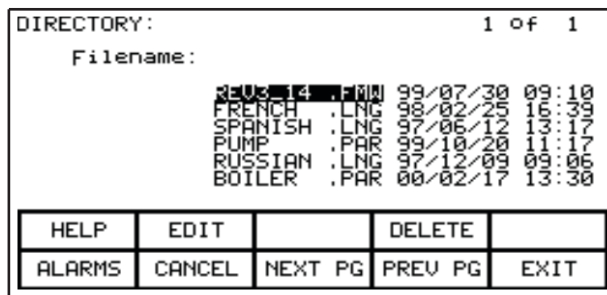 DIRECTORY: 1 of 1
Filename:
REV3_14 .FMW 99/07/30 09:10
FRENCH .LNG 98/02/25 16:39
SPANISH .LNG 97/06/12 13:17
PUMP .PAR 99/10/20 11:17
RUSSIAN .LNG 97/12/09 09:06
BOILER .PAR 00/02/17 13:30
HELP EDIT DELETE
ALARMS CANCEL NEXT PG PREV PG EXIT